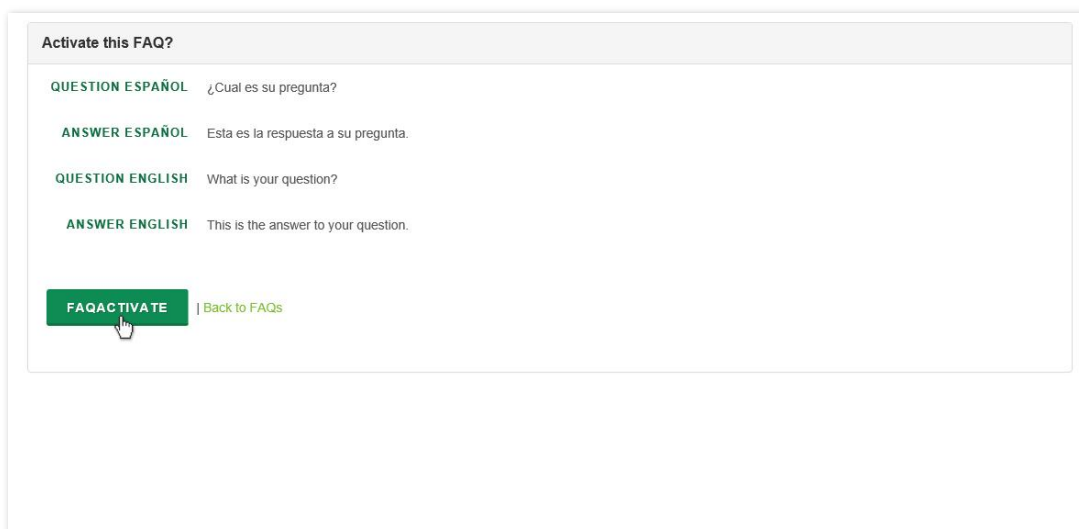 Activate this FAQ?
QUESTION ESPAÑOL ¿Cual es su pregunta?
ANSWER ESPAÑOL Esta es la respuesta a su pregunta.
QUESTION ENGLISH What is your question?
ANSWER ENGLISH This is the answer to your question.
FAQACTIVATE | Back to FAQs